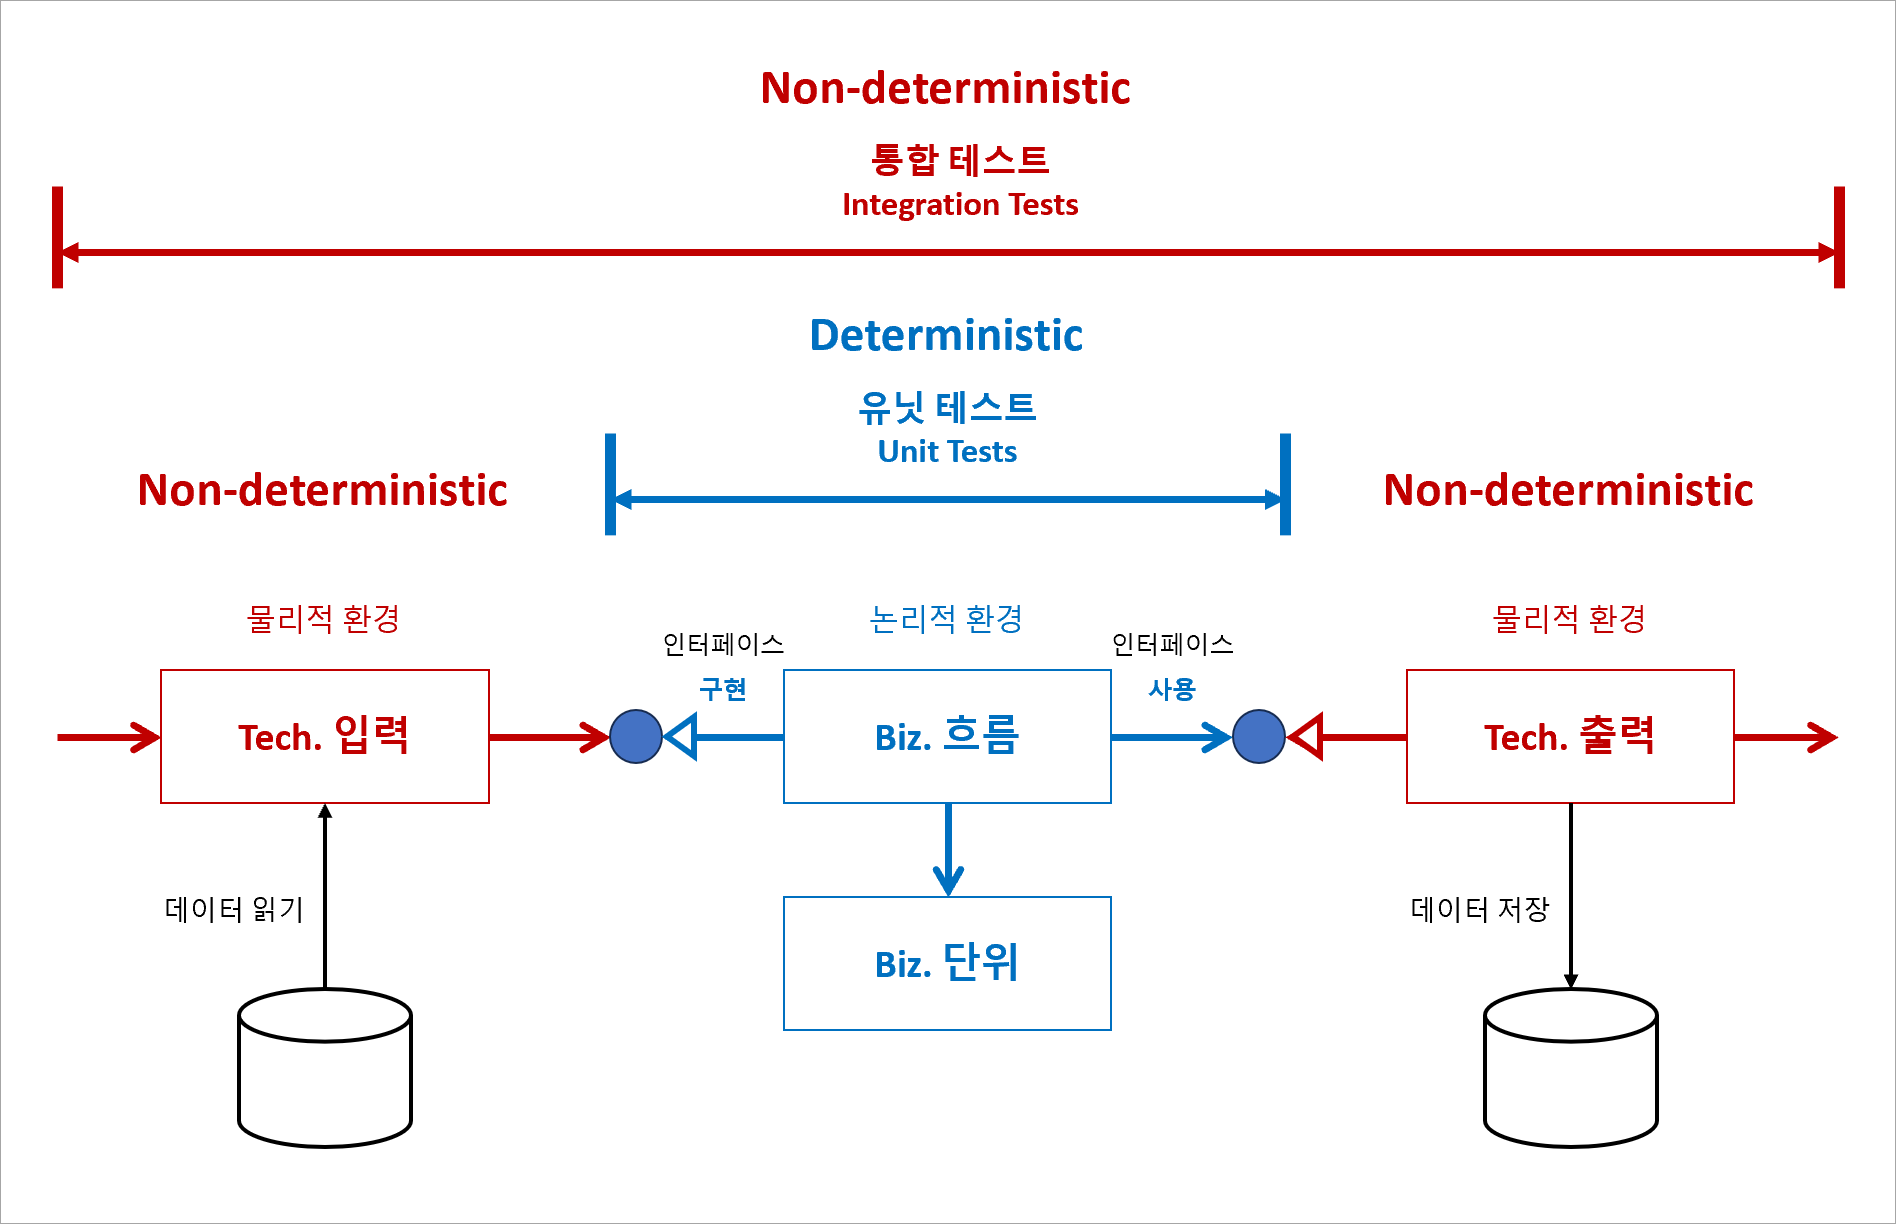 Non-deterministic
통합 테스트
Integration Tests
Deterministic
유닛 테스트
Unit Tests
Non-deterministic
Non-deterministic
물리적 환경
논리적 환경
물리적 환경
인터페이스
구현
인터페이스
사용
Tech. 입력
Biz. 흐름
Tech. 출력
데이터 읽기
데이터 저장
Biz. 단위